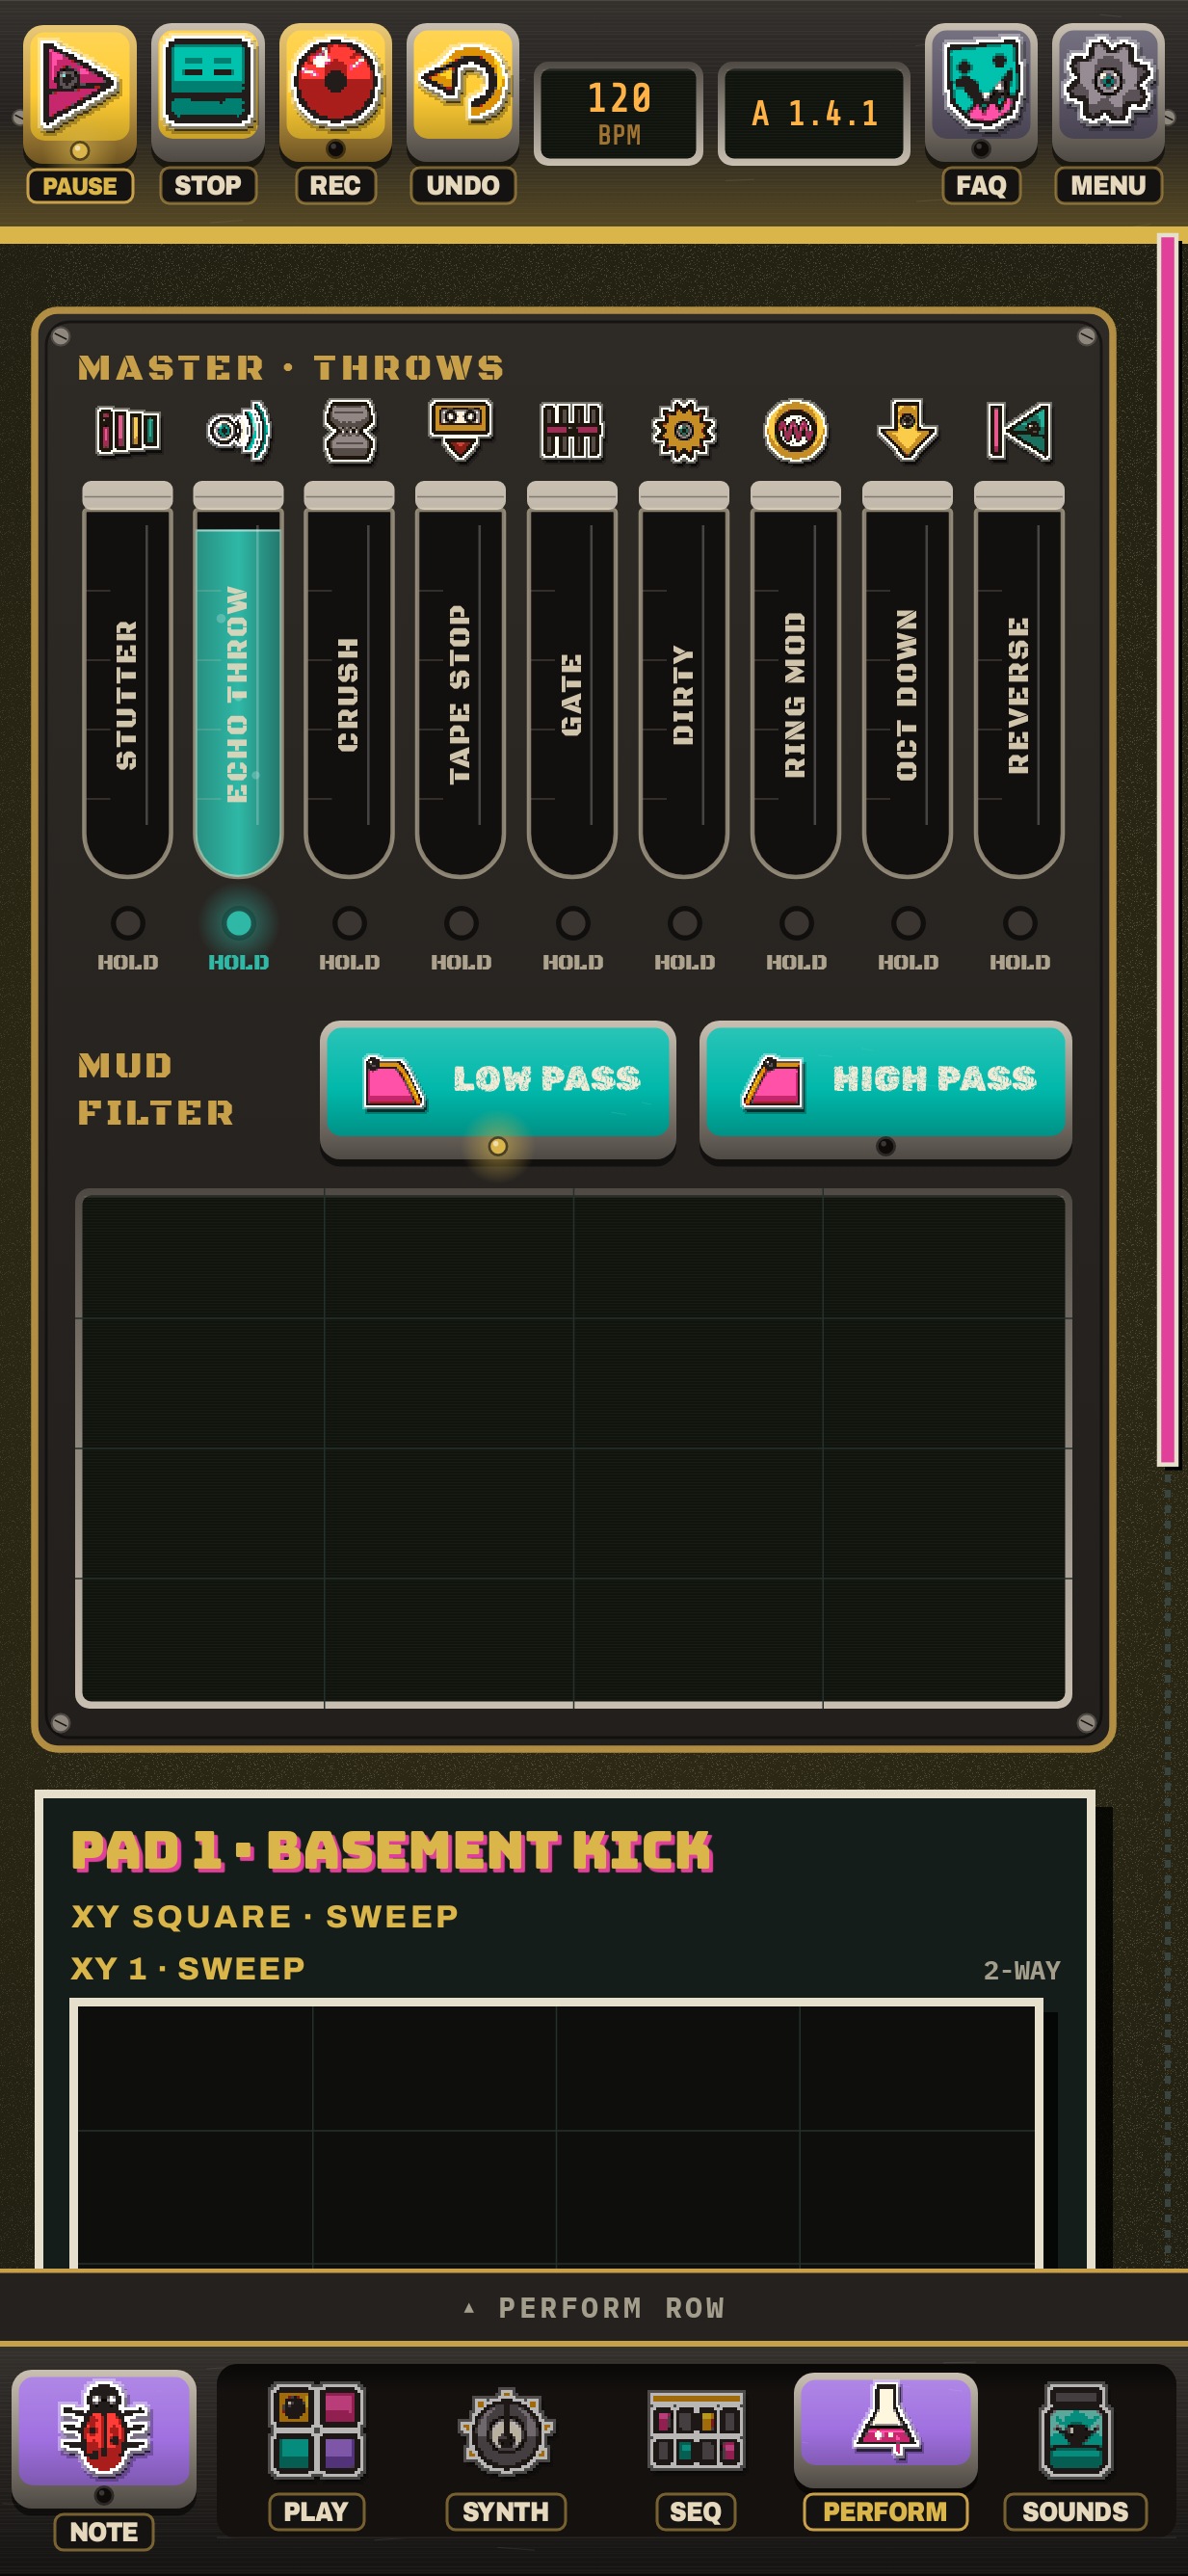 120
BPM
A 1.4.1
PAUSE
STOP
REC
UNDO
FAQ
MENU
MASTER · THROWS
STUTTER
ECHO THROW
CRUSH
TAPE STOP
GATE
DIRTY
RING MOD
OCT DOWN
REVERSE
HOLD HOLD HOLD HOLD HOLD HOLD HOLD HOLD HOLD
MUD
FILTER
LOW PASS
HIGH PASS
PAD 1 · BASEMENT KICK
XY SQUARE · SWEEP
XY 1 · SWEEP
2-WAY
▲ PERFORM ROW
NOTE
PLAY
SYNTH
SEQ
PERFORM
SOUNDS